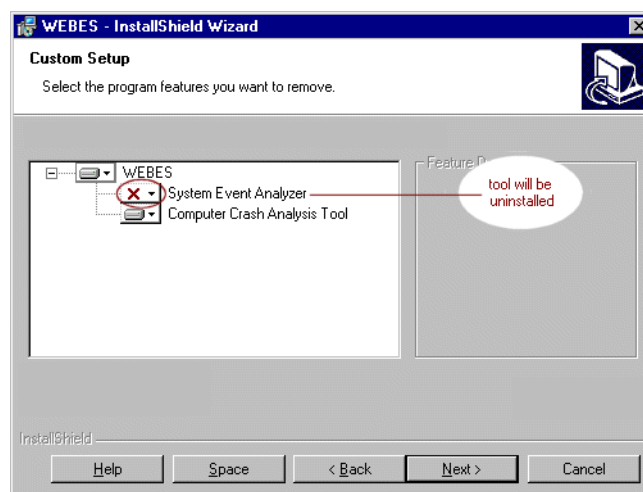 WEBES - InstallShield Wizard
Custom Setup
Select the program features you want to remove.
WEBES
System Event Analyzer
Computer Crash Analysis Tool
Feature
tool will be
uninstalled
InstallShield
Help
Space
< Back
Next >
Cancel